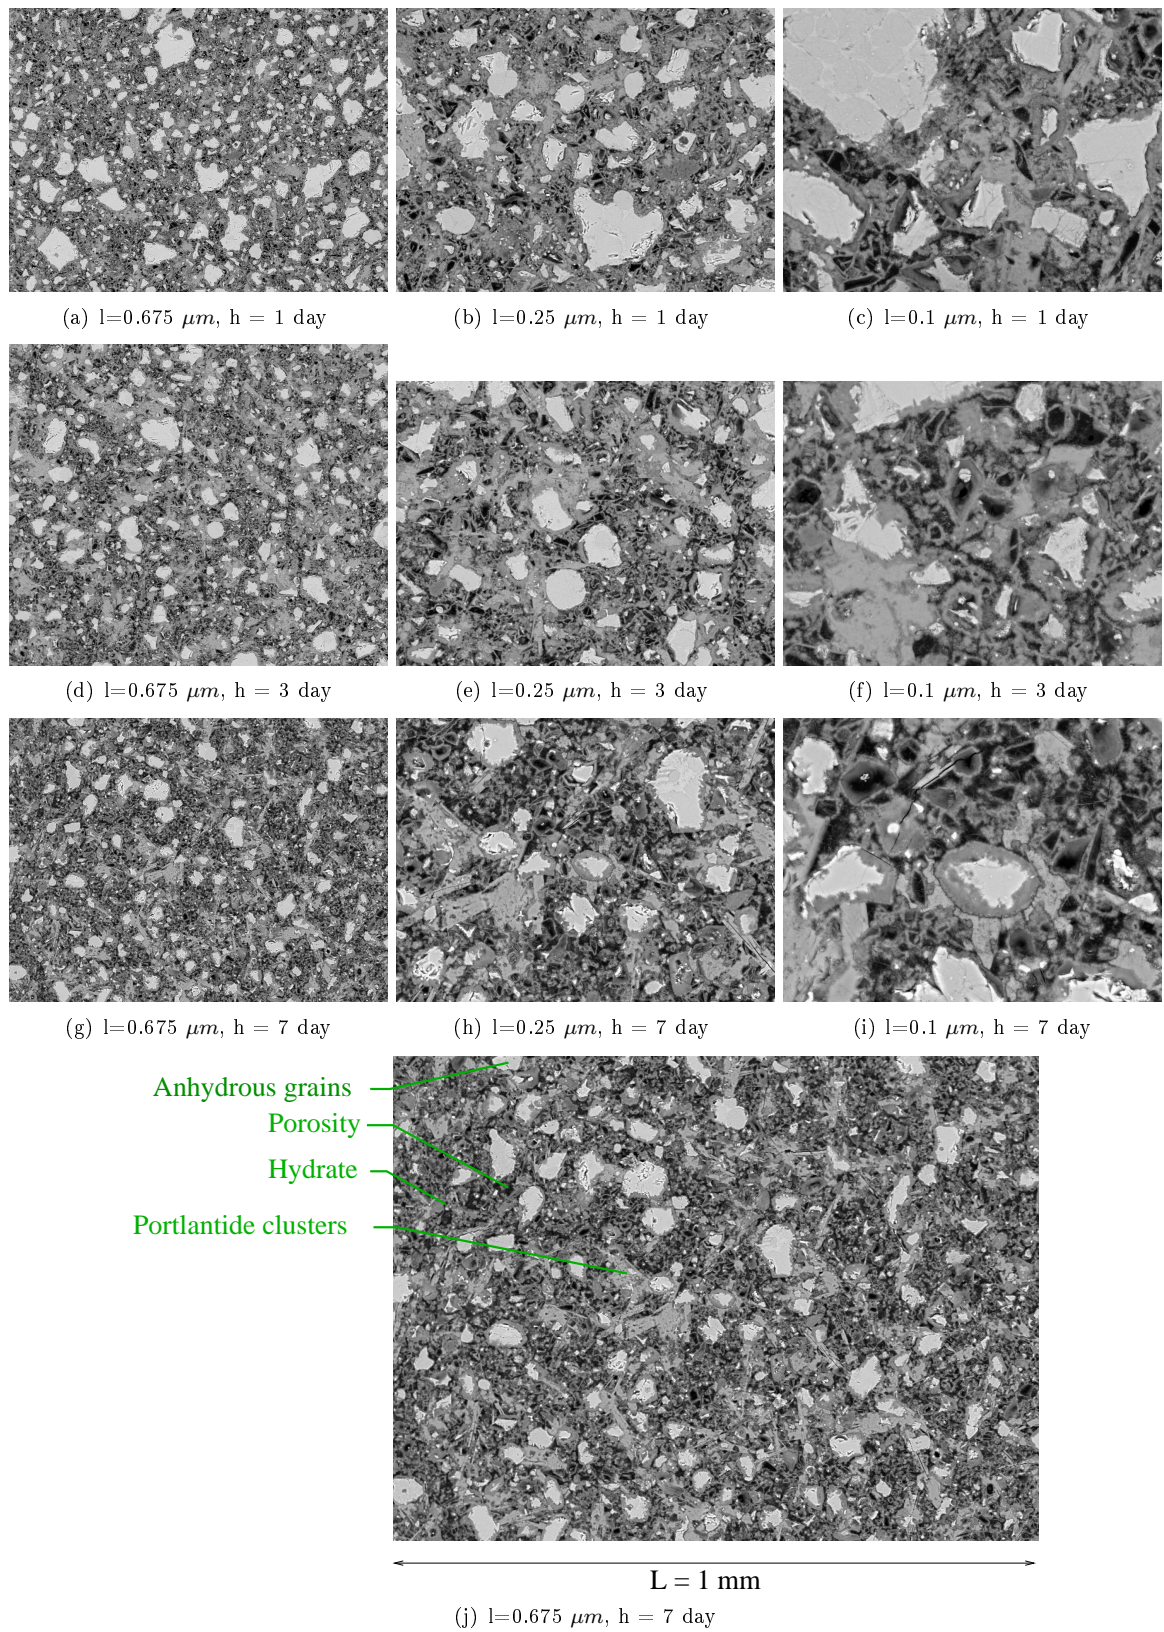 (a) l=0.675 μm, h = 1 day
(b) l=0.25 μm, h = 1 day
(c) l=0.1 μm, h = 1 day
(d) l=0.675 μm, h = 3 day
(e) l=0.25 μm, h = 3 day
(f) l=0.1 μm, h = 3 day
(g) l=0.675 μm, h = 7 day
(h) l=0.25 μm, h = 7 day
(i) l=0.1 μm, h = 7 day
Anhydrous grains
Porosity
Hydrate
Portlantide clusters
L = 1 mm
(j) l=0.675 μm, h = 7 day